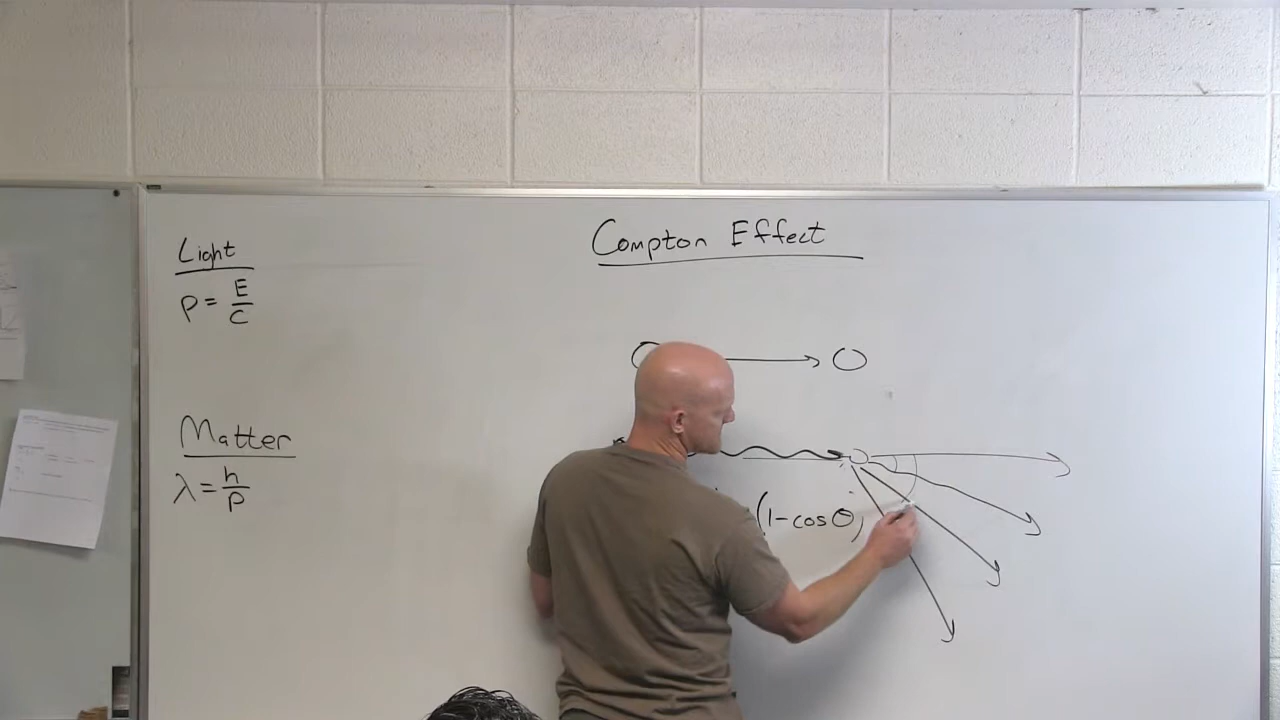 Compton Effect
Light
P = E/C
Matter
λ = h/P
(1-cosθ)